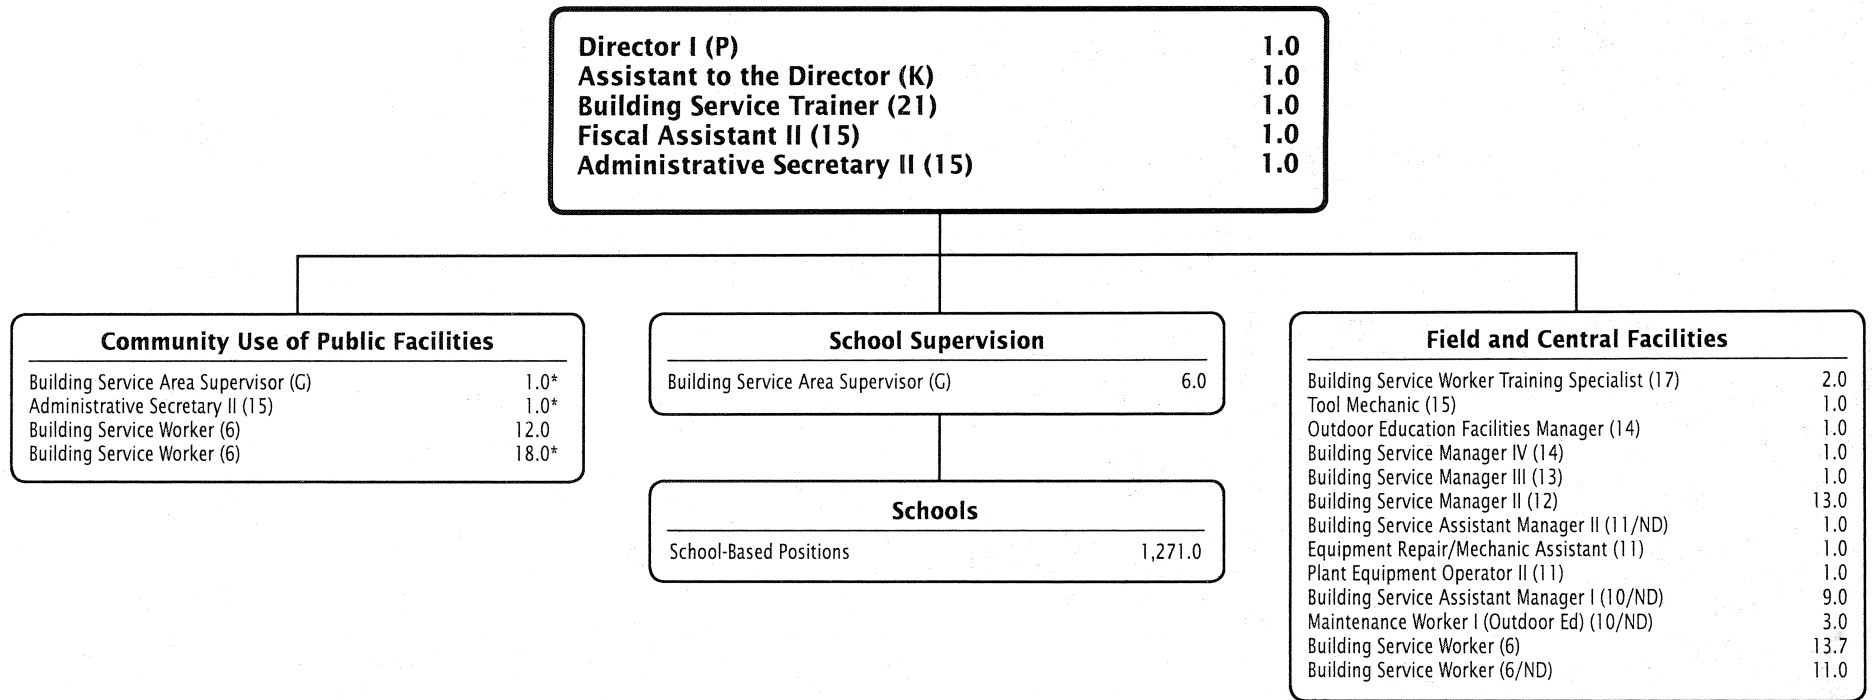 Director I (P) 1.0
Assistant to the Director (K) 1.0
Building Service Trainer (21) 1.0
Fiscal Assistant II (15) 1.0
Administrative Secretary II (15) 1.0
Community Use of Public Facilities
Building Service Area Supervisor (G) 1.0*
Administrative Secretary II (15) 1.0*
Building Service Worker (6) 12.0
Building Service Worker (6) 18.0*
School Supervision
Building Service Area Supervisor (G) 6.0
Schools
School-Based Positions 1,271.0
Field and Central Facilities
Building Service Worker Training Specialist (17) 2.0
Tool Mechanic (15) 1.0
Outdoor Education Facilities Manager (14) 1.0
Building Service Manager IV (14) 1.0
Building Service Manager III (13) 1.0
Building Service Manager II (12) 13.0
Building Service Assistant Manager II (11/ND) 1.0
Equipment Repair/Mechanic Assistant (11) 1.0
Plant Equipment Operator II (11) 1.0
Building Service Assistant Manager I (10/ND) 9.0
Maintenance Worker I (Outdoor Ed) (10/ND) 3.0
Building Service Worker (6) 13.7
Building Service Worker (6/ND) 11.0